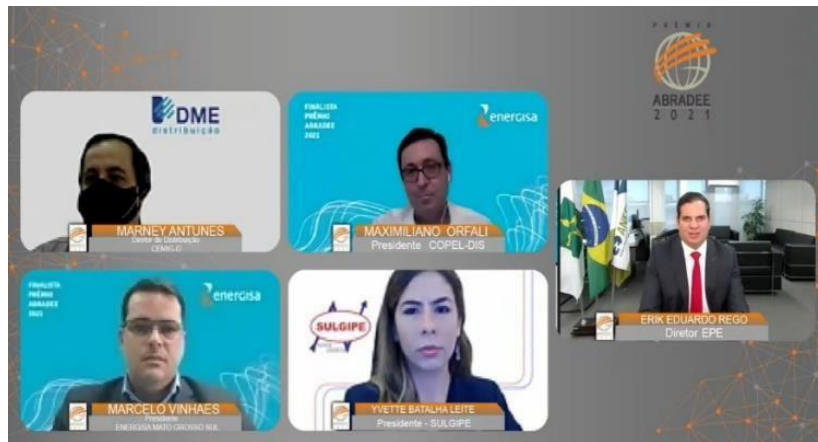 PRÊMIO
ABRADEE
2021
DME
distribuição
MARNEY ANTUNES
Diretor de Distribuição
CEMIG-D
FINALISTA
PRÊMIO
ABRADEE
2021
energisa
MAXIMILIANO ORFALI
Presidente COPEL-DIS
ERIK EDUARDO REGO
Diretor EPE
FINALISTA
PRÊMIO
ABRADEE
2021
energisa
MARCELO VINHAES
Presidente
ENERGISA MATO GROSSO SUL
SULGIPE
YVETTE BATALHA LEITE
Presidente - SULGIPE